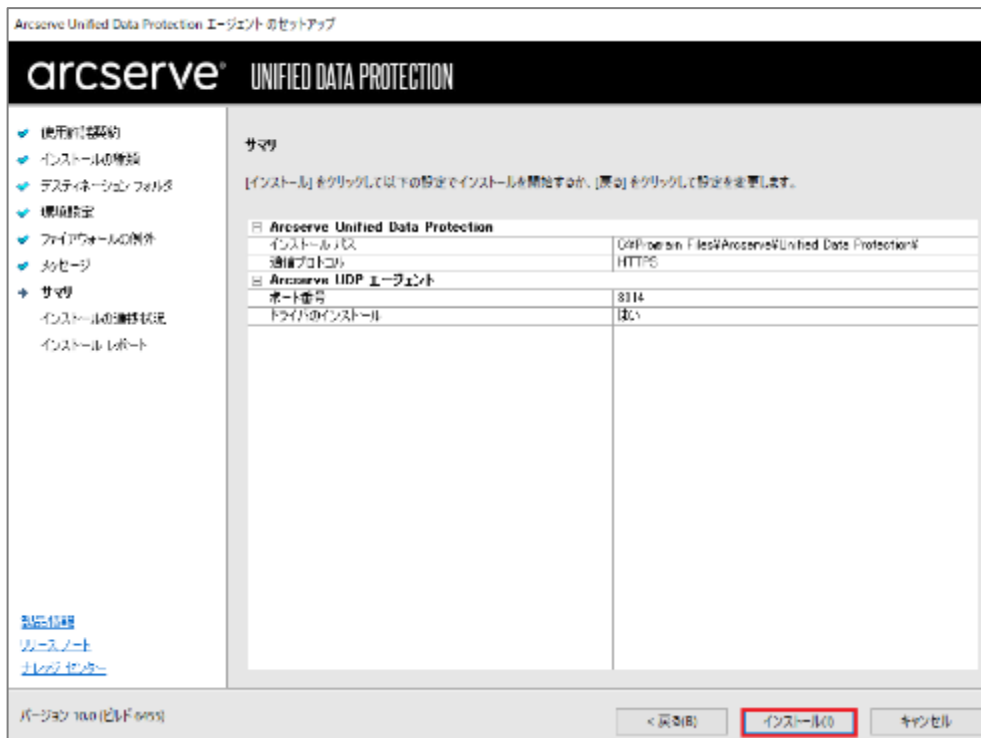 Arcserve Unified Data Protection エージェント のセットアップ
arcserve® UNIFIED DATA PROTECTION
使用許諾契約
インストールの種類
デスティネーション フォルダ
環境設定
ファイアウォールの例外
メッセージ
サマリ
インストールの進捗状況
インストール レポート
サマリ
[インストール] をクリックして以下の設定でインストールを開始するか、[戻る] をクリックして設定を変更します。
Arcserve Unified Data Protection
インストール パス C:¥Program Files¥Arcserve¥Unified Data Protection¥
通信プロトコル HTTPS
Arcserve UDP エージェント
ポート番号 8014
ドライバのインストール はい
製品情報
リリース ノート
ナレッジ センター
バージョン 10.0 (ビルド 6455)
< 戻る(B)
インストール(I)
キャンセル